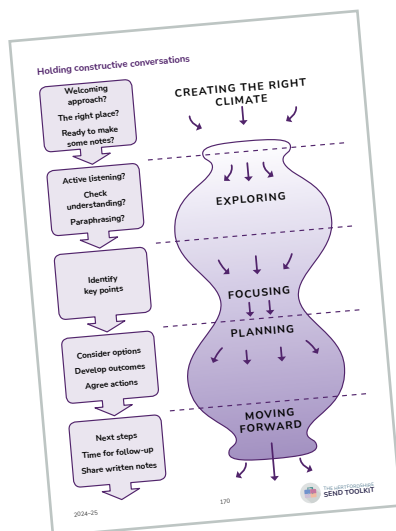 Holding constructive conversations
Welcoming
approach?
The right place?
Ready to make
some notes?
Active listening?
Check
understanding?
Paraphrasing?
Identify
key points
Consider options
Develop outcomes
Agree actions
Next steps
Time for follow-up
Share written notes
CREATING THE RIGHT
CLIMATE
EXPLORING
FOCUSING
PLANNING
MOVING
FORWARD
2024-25
170
THE HERTFORDSHIRE
SEND TOOLKIT